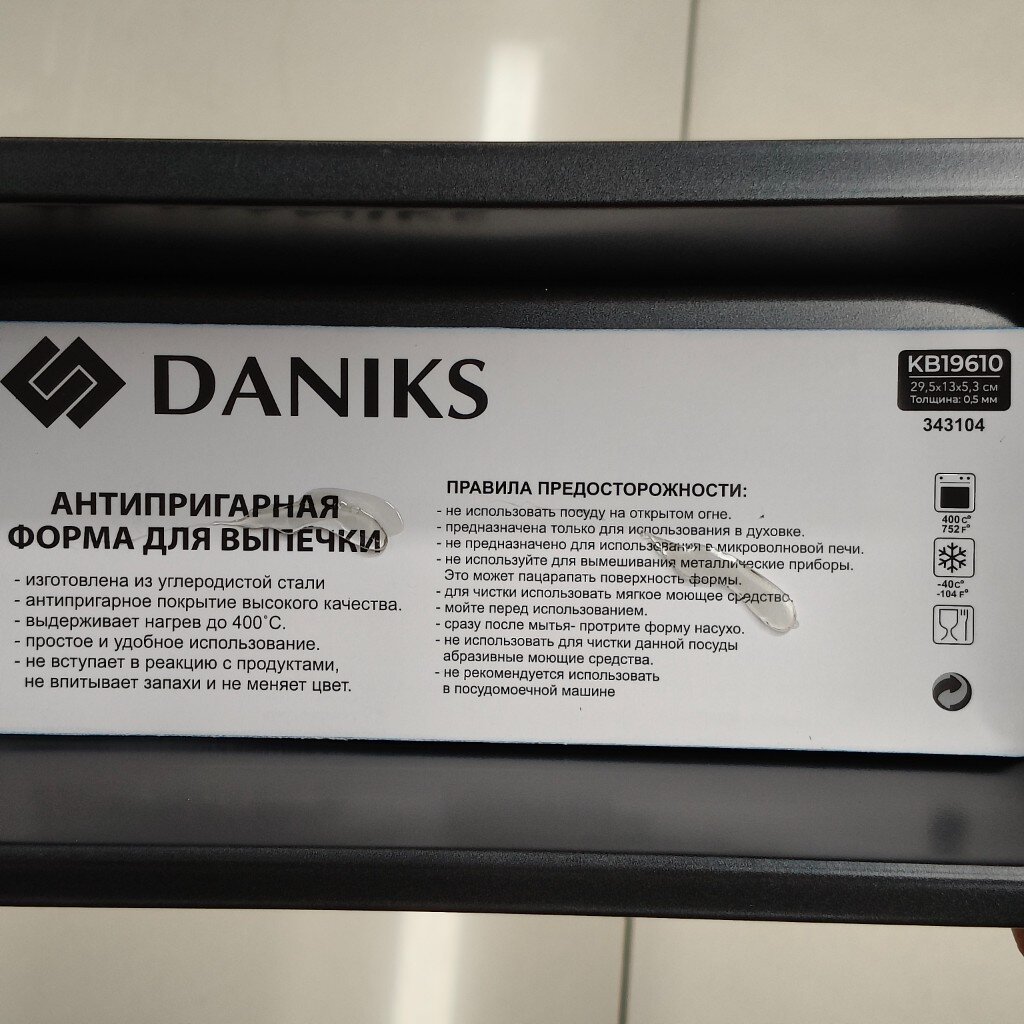 DANIKS
KB19610
29,5x13x5,3 см
Толщина: 0,5 мм
343104
АНТИПРИГАРНАЯ
ФОРМА ДЛЯ ВЫПЕЧКИ
- изготовлена из углеродистой стали
- антипригарное покрытие высокого качества.
- выдерживает нагрев до 400°С.
- простое и удобное использование.
- не вступает в реакцию с продуктами,
не впитывает запахи и не меняет цвет.
ПРАВИЛА ПРЕДОСТОРОЖНОСТИ:
- не использовать посуду на открытом огне.
- предназначена только для использования в духовке.
- не предназначено для использования в микроволновой печи.
- не используйте для вымешивания металлические приборы.
Это может пацарапать поверхность формы.
- для чистки использовать мягкое моющее средство.
- мойте перед использованием.
- сразу после мытья- протрите форму насухо.
- не использовать для чистки данной посуды
абразивные моющие средства.
- не рекомендуется использовать
в посудомоечной машине
400 C°
752 F°
-40C°
-104 F°